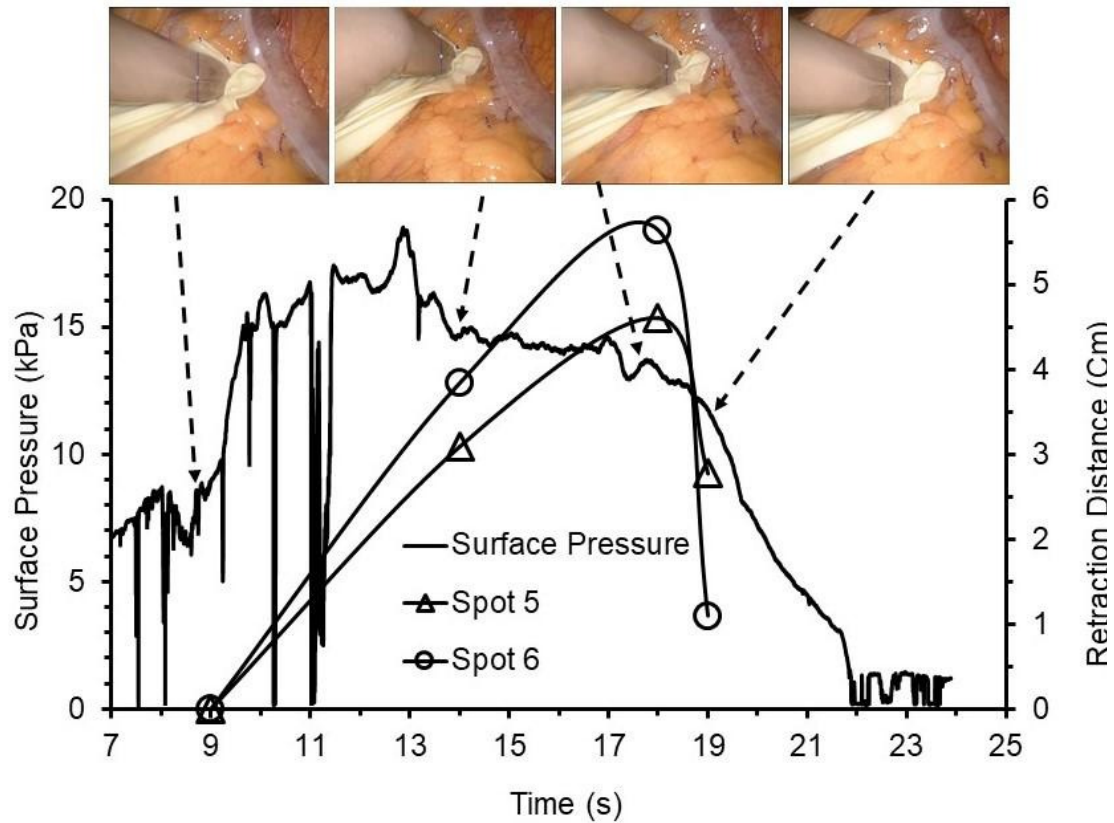 20
15
10
5
0
Surface Pressure (kPa)
6
5
4
3
2
1
0
Retraction Distance (Cm)
Surface Pressure
Spot 5
Spot 6
7 9 11 13 15 17 19 21 23 25
Time (s)